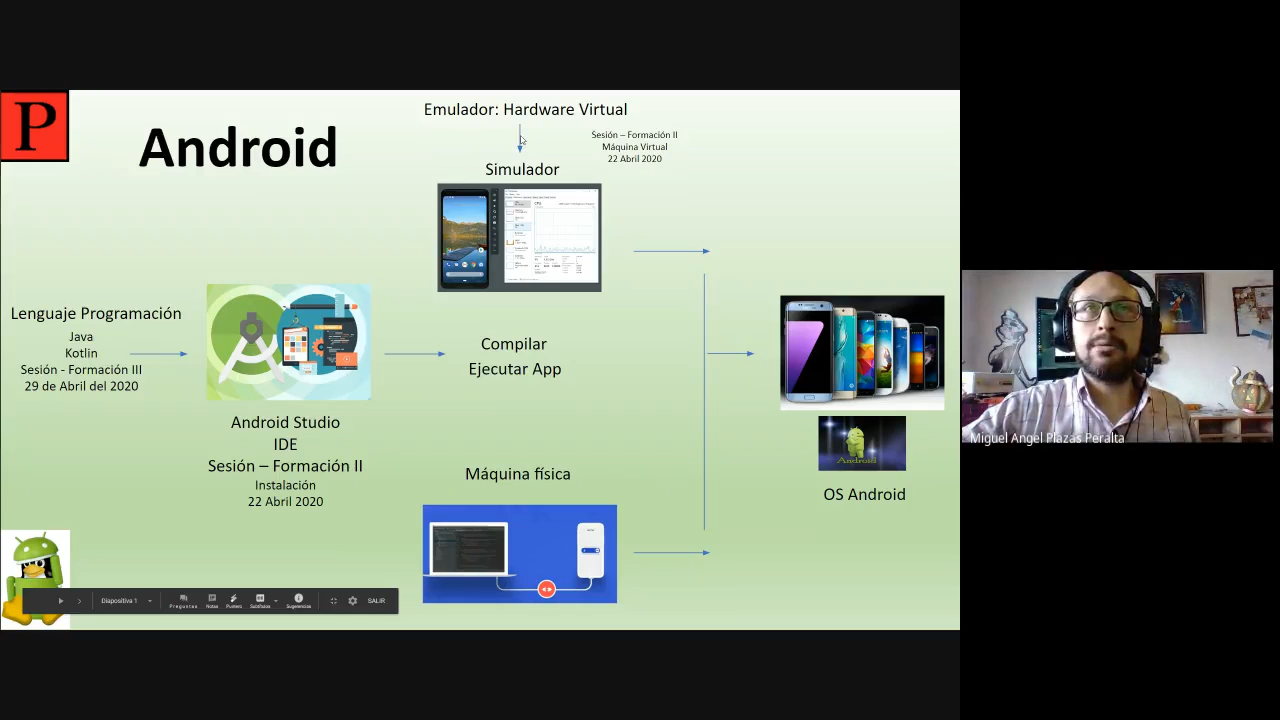 P
Android
Emulador: Hardware Virtual
Sesión – Formación II
Máquina Virtual
22 Abril 2020
Simulador
Lenguaje Programación
Java
Kotlin
Sesión - Formación III
29 de Abril del 2020
Android Studio
IDE
Sesión – Formación II
Instalación
22 Abril 2020
Compilar
Ejecutar App
Máquina física
Android
OS Android
Miguel Angel Plazas Peralta
Diapositiva 1
Preguntas
Notas
Puntero
Subtítulos
Sugerencias
SALIR